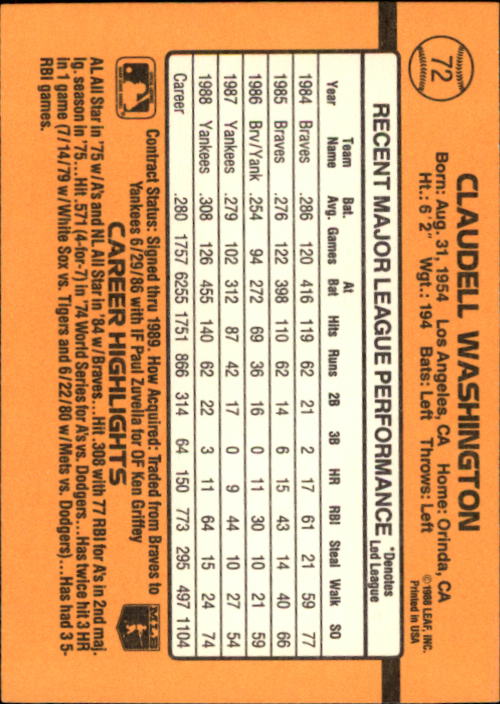 72
CLAUDELL WASHINGTON
Born: Aug. 31, 1954 Los Angeles, CA Home: Orinda, CA
Ht.: 6' 2" Wgt.: 194 Bats: Left Throws: Left
©1988 LEAF, INC.
Printed in USA
RECENT MAJOR LEAGUE PERFORMANCE
*Denotes
Led League
Year Team Name Bat. Avg. Games At Bat Hits Runs 2B 3B HR RBI Steal Walk SO
1984 Braves .286 120 416 119 62 21 2 17 61 21 59 77
1985 Braves .276 122 398 110 62 14 6 15 43 14 40 66
1986 Brv/Yank .254 94 272 69 36 16 0 11 30 10 21 59
1987 Yankees .279 102 312 87 42 17 0 9 44 10 27 54
1988 Yankees .308 126 455 140 62 22 3 11 64 15 24 74
Career .280 1757 6255 1751 866 314 64 150 773 295 497 1104
Contract Status: Signed thru 1989. How Acquired: Traded from Braves to
Yankees 6/29/86 with IF Paul Zuvella for OF Ken Griffey
MLB
CAREER HIGHLIGHTS
AL All Star in '75 w/A's and NL All Star in '84 w/Braves...Hit .308 with 77 RBI for A's in 2nd maj.
lg. season in '75...Hit .571 (4-for-7) in '74 World Series for A's vs. Dodgers...Has twice hit 3 HR
in 1 game (7/14/79 w/White Sox vs. Tigers and 6/22/80 w/Mets vs. Dodgers)...Has had 3 5-
RBI games.